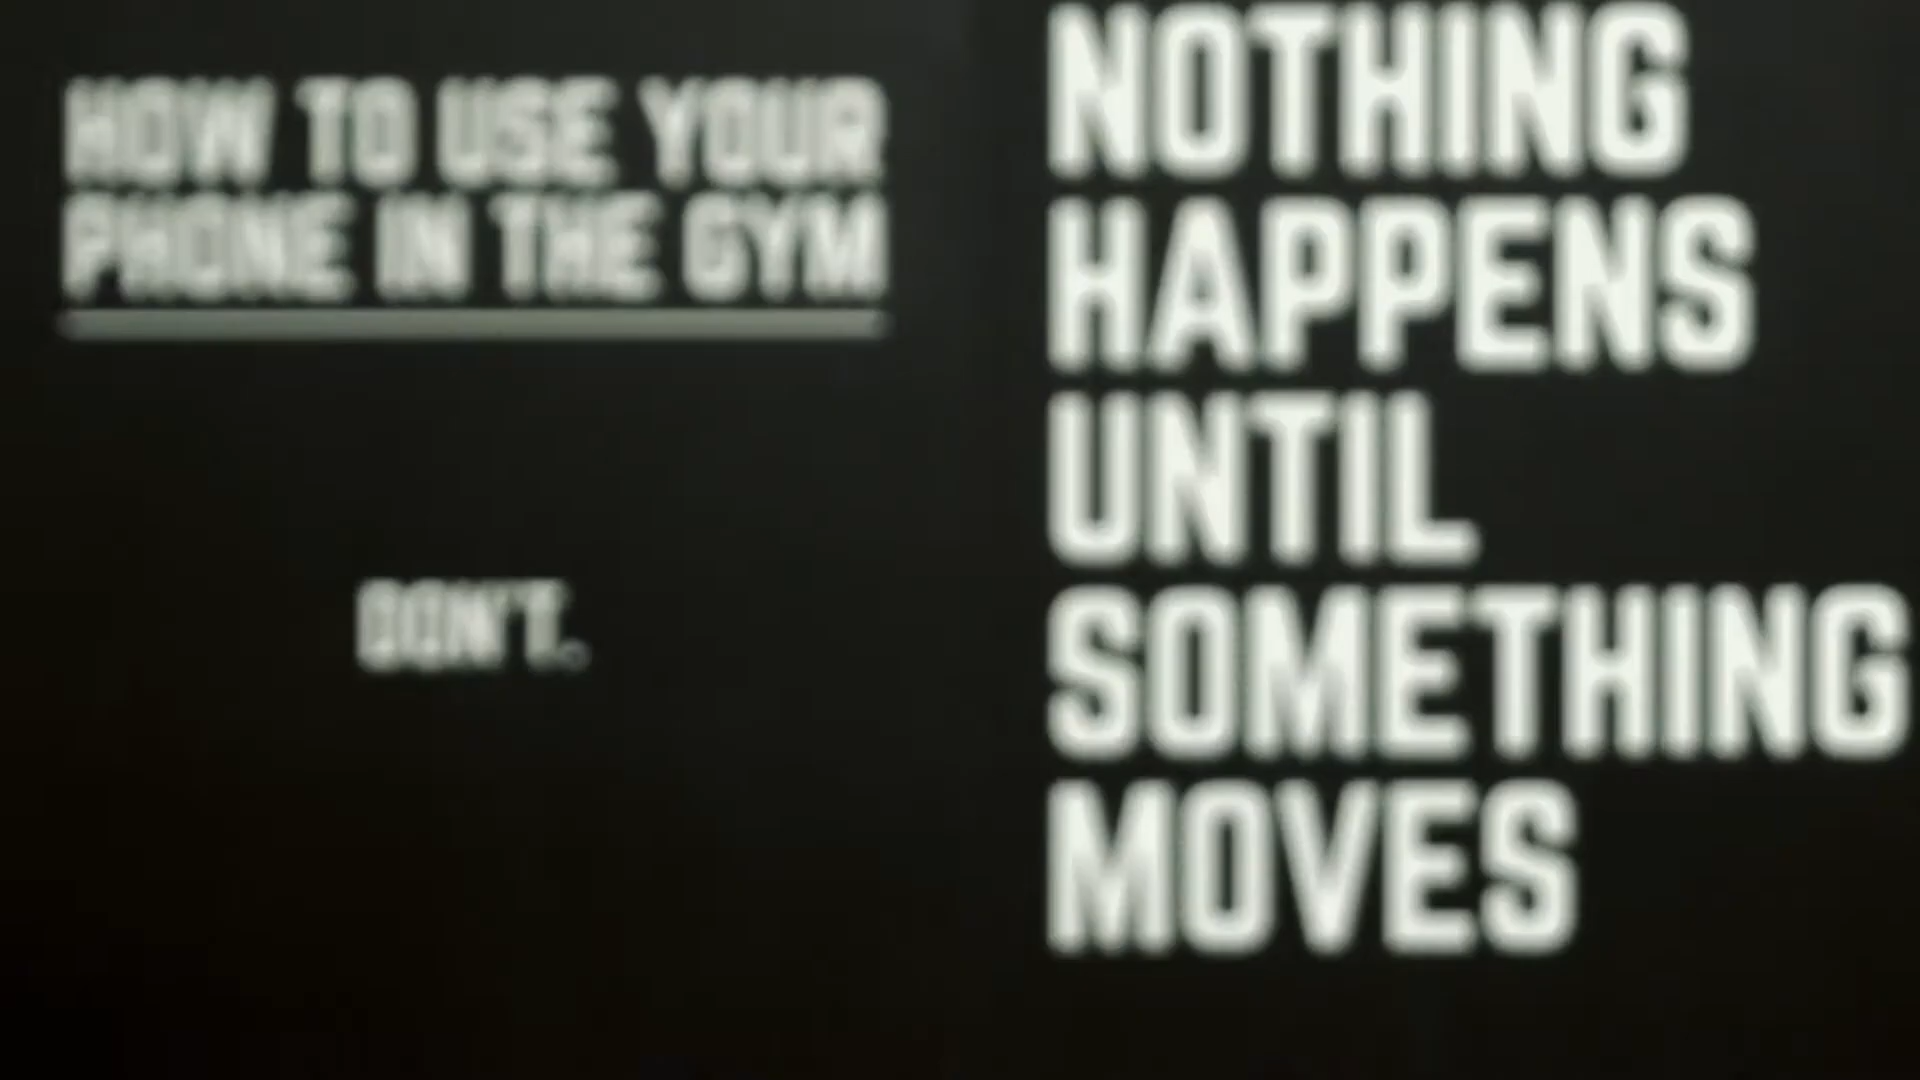 HOW TO USE YOUR
PHONE IN THE GYM
DON'T.
NOTHING
HAPPENS
UNTIL
SOMETHING
MOVES